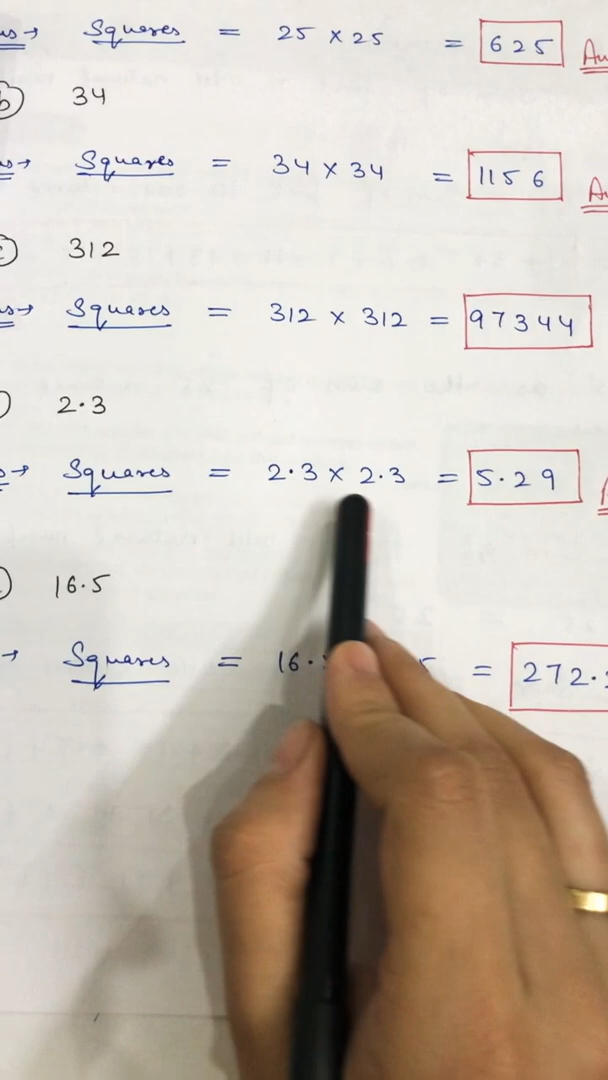 Squares = 25 × 25 = 625
b 34
Squares = 34 × 34 = 1156
312
Squares = 312 × 312 = 97344
2.3
Squares = 2.3 × 2.3 = 5.29
16.5
Squares = 16. = 272.